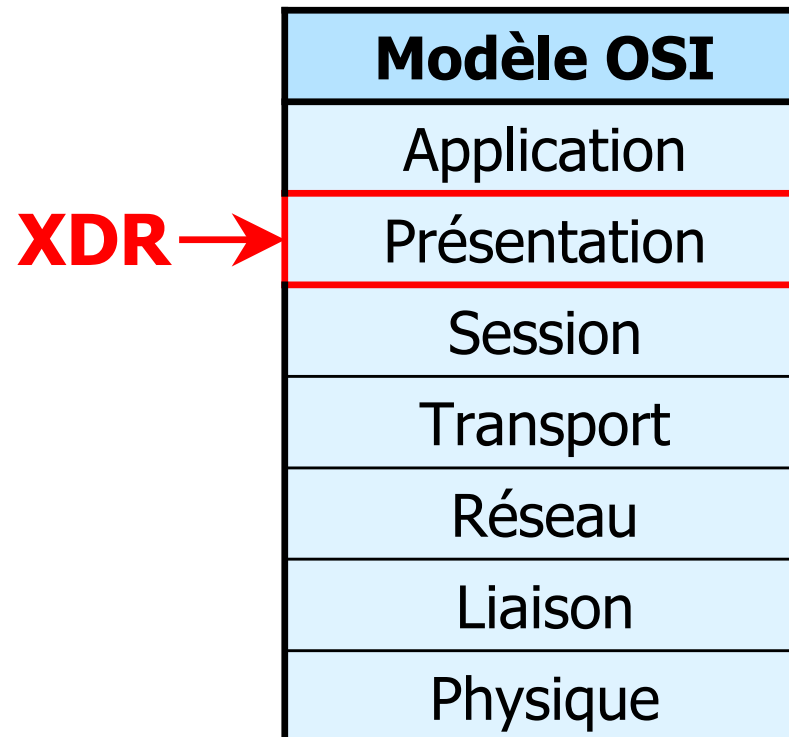 Modèle OSI
Application
XDR
Présentation
Session
Transport
Réseau
Liaison
Physique